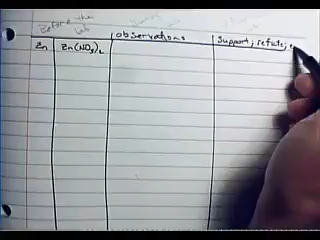 Before the lab
observations
support; refute;
Zn Zn(NO₃)₂